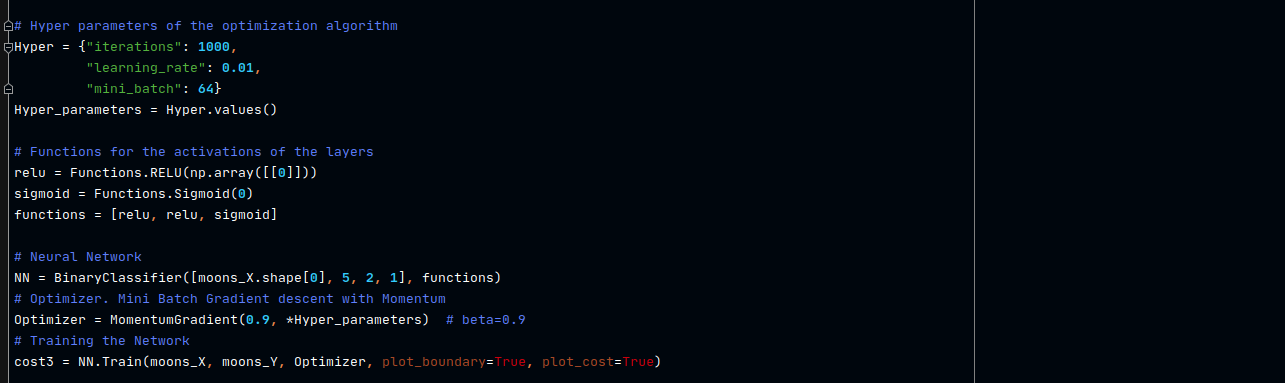 # Hyper parameters of the optimization algorithm
Hyper = {"iterations": 1000,
         "learning_rate": 0.01,
         "mini_batch": 64}
Hyper_parameters = Hyper.values()
# Functions for the activations of the layers
relu = Functions.RELU(np.array([[0]]))
sigmoid = Functions.Sigmoid(0)
functions = [relu, relu, sigmoid]
# Neural Network
NN = BinaryClassifier([moons_X.shape[0], 5, 2, 1], functions)
# Optimizer. Mini Batch Gradient descent with Momentum
Optimizer = MomentumGradient(0.9, *Hyper_parameters)  # beta=0.9
# Training the Network
cost3 = NN.Train(moons_X, moons_Y, Optimizer, plot_boundary=True, plot_cost=True)